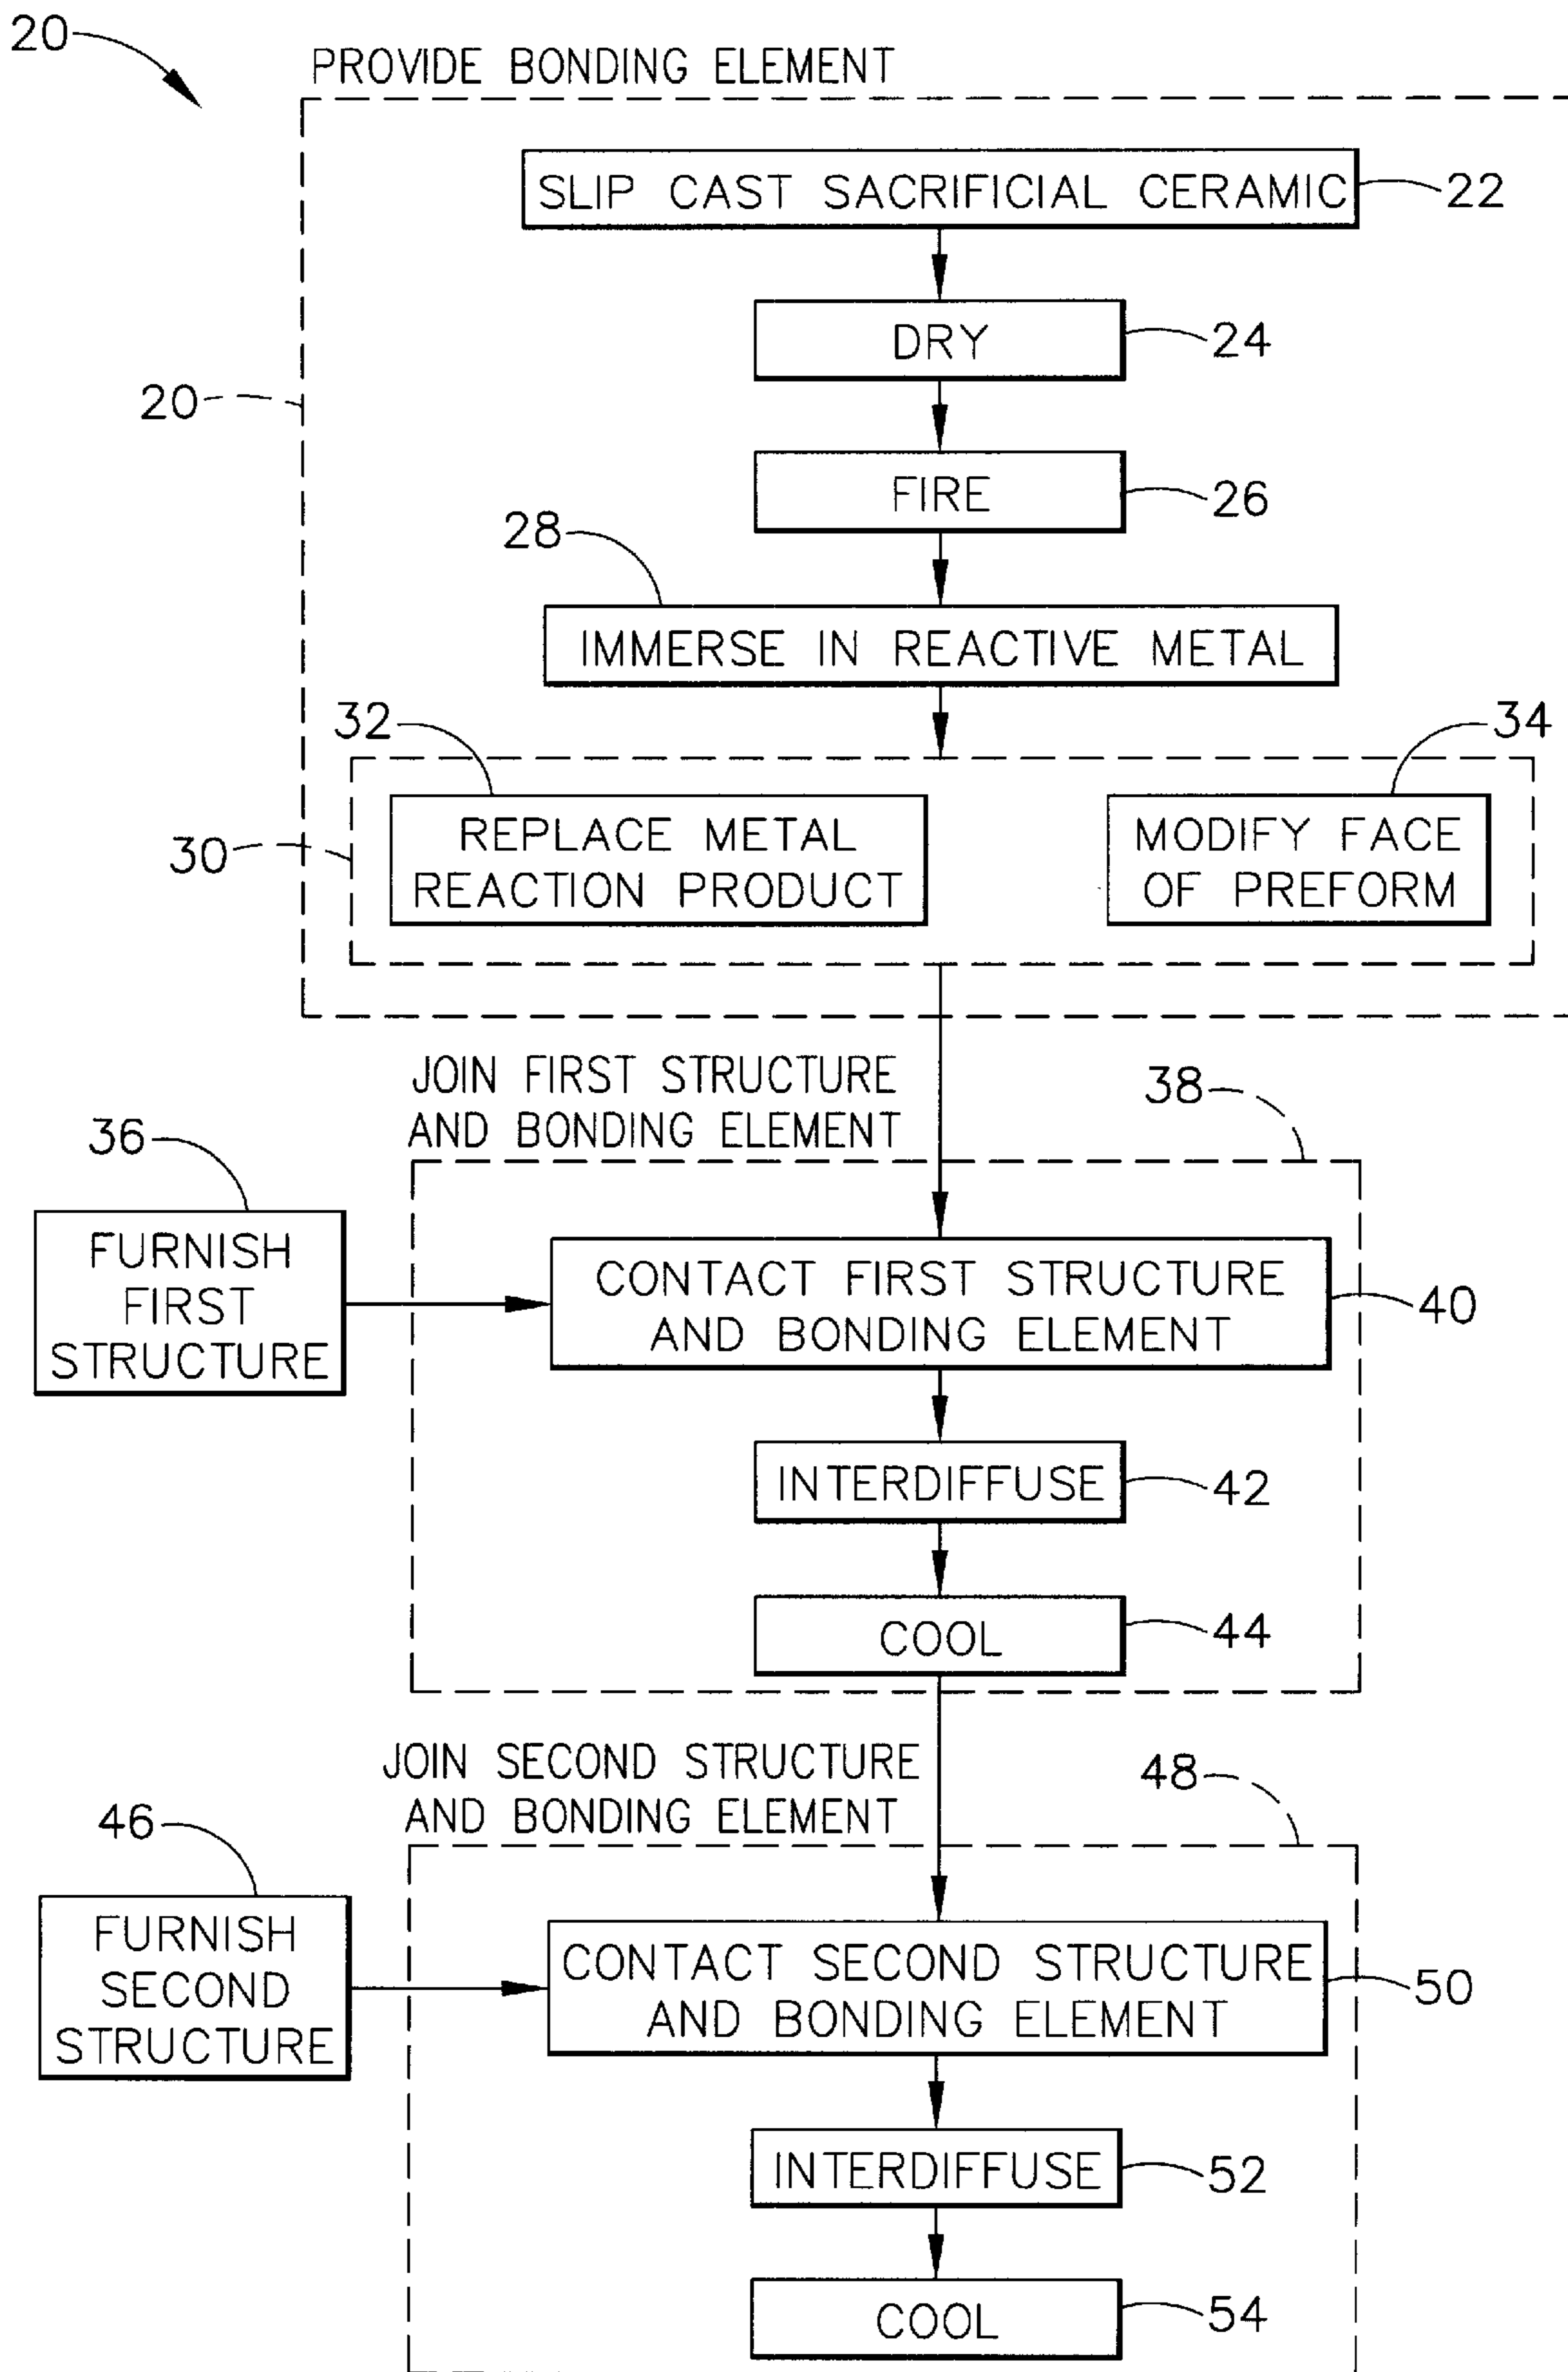 20
PROVIDE BONDING ELEMENT
SLIP CAST SACRIFICIAL CERAMIC
22
DRY
24
20
FIRE
26
28
IMMERSE IN REACTIVE METAL
32
34
30
REPLACE METAL
REACTION PRODUCT
MODIFY FACE
OF PREFORM
JOIN FIRST STRUCTURE
AND BONDING ELEMENT
38
36
FURNISH
FIRST
STRUCTURE
CONTACT FIRST STRUCTURE
AND BONDING ELEMENT
40
INTERDIFFUSE
42
COOL
44
JOIN SECOND STRUCTURE
AND BONDING ELEMENT
48
46
FURNISH
SECOND
STRUCTURE
CONTACT SECOND STRUCTURE
AND BONDING ELEMENT
50
INTERDIFFUSE
52
COOL
54